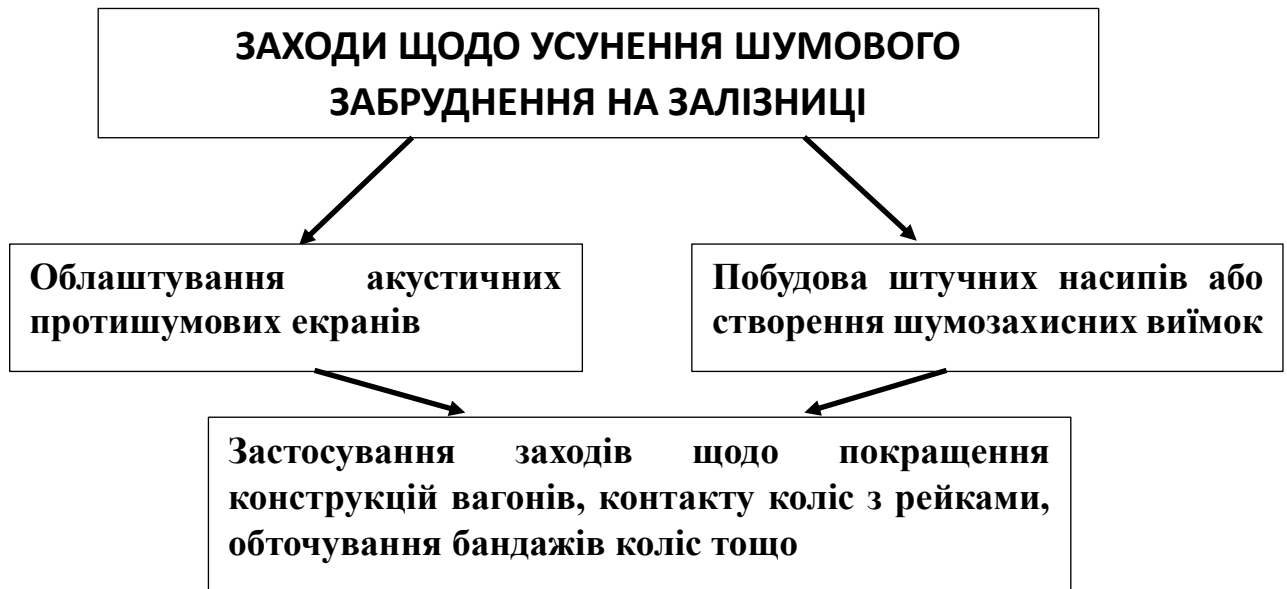 ЗАХОДИ ЩОДО УСУНЕННЯ ШУМОВОГО
ЗАБРУДНЕННЯ НА ЗАЛІЗНИЦІ
Облаштування акустичних
протишумових екранів
Побудова штучних насипів або
створення шумозахисних виїмок
Застосування заходів щодо покращення
конструкцій вагонів, контакту коліс з рейками,
обточування бандажів коліс тощо